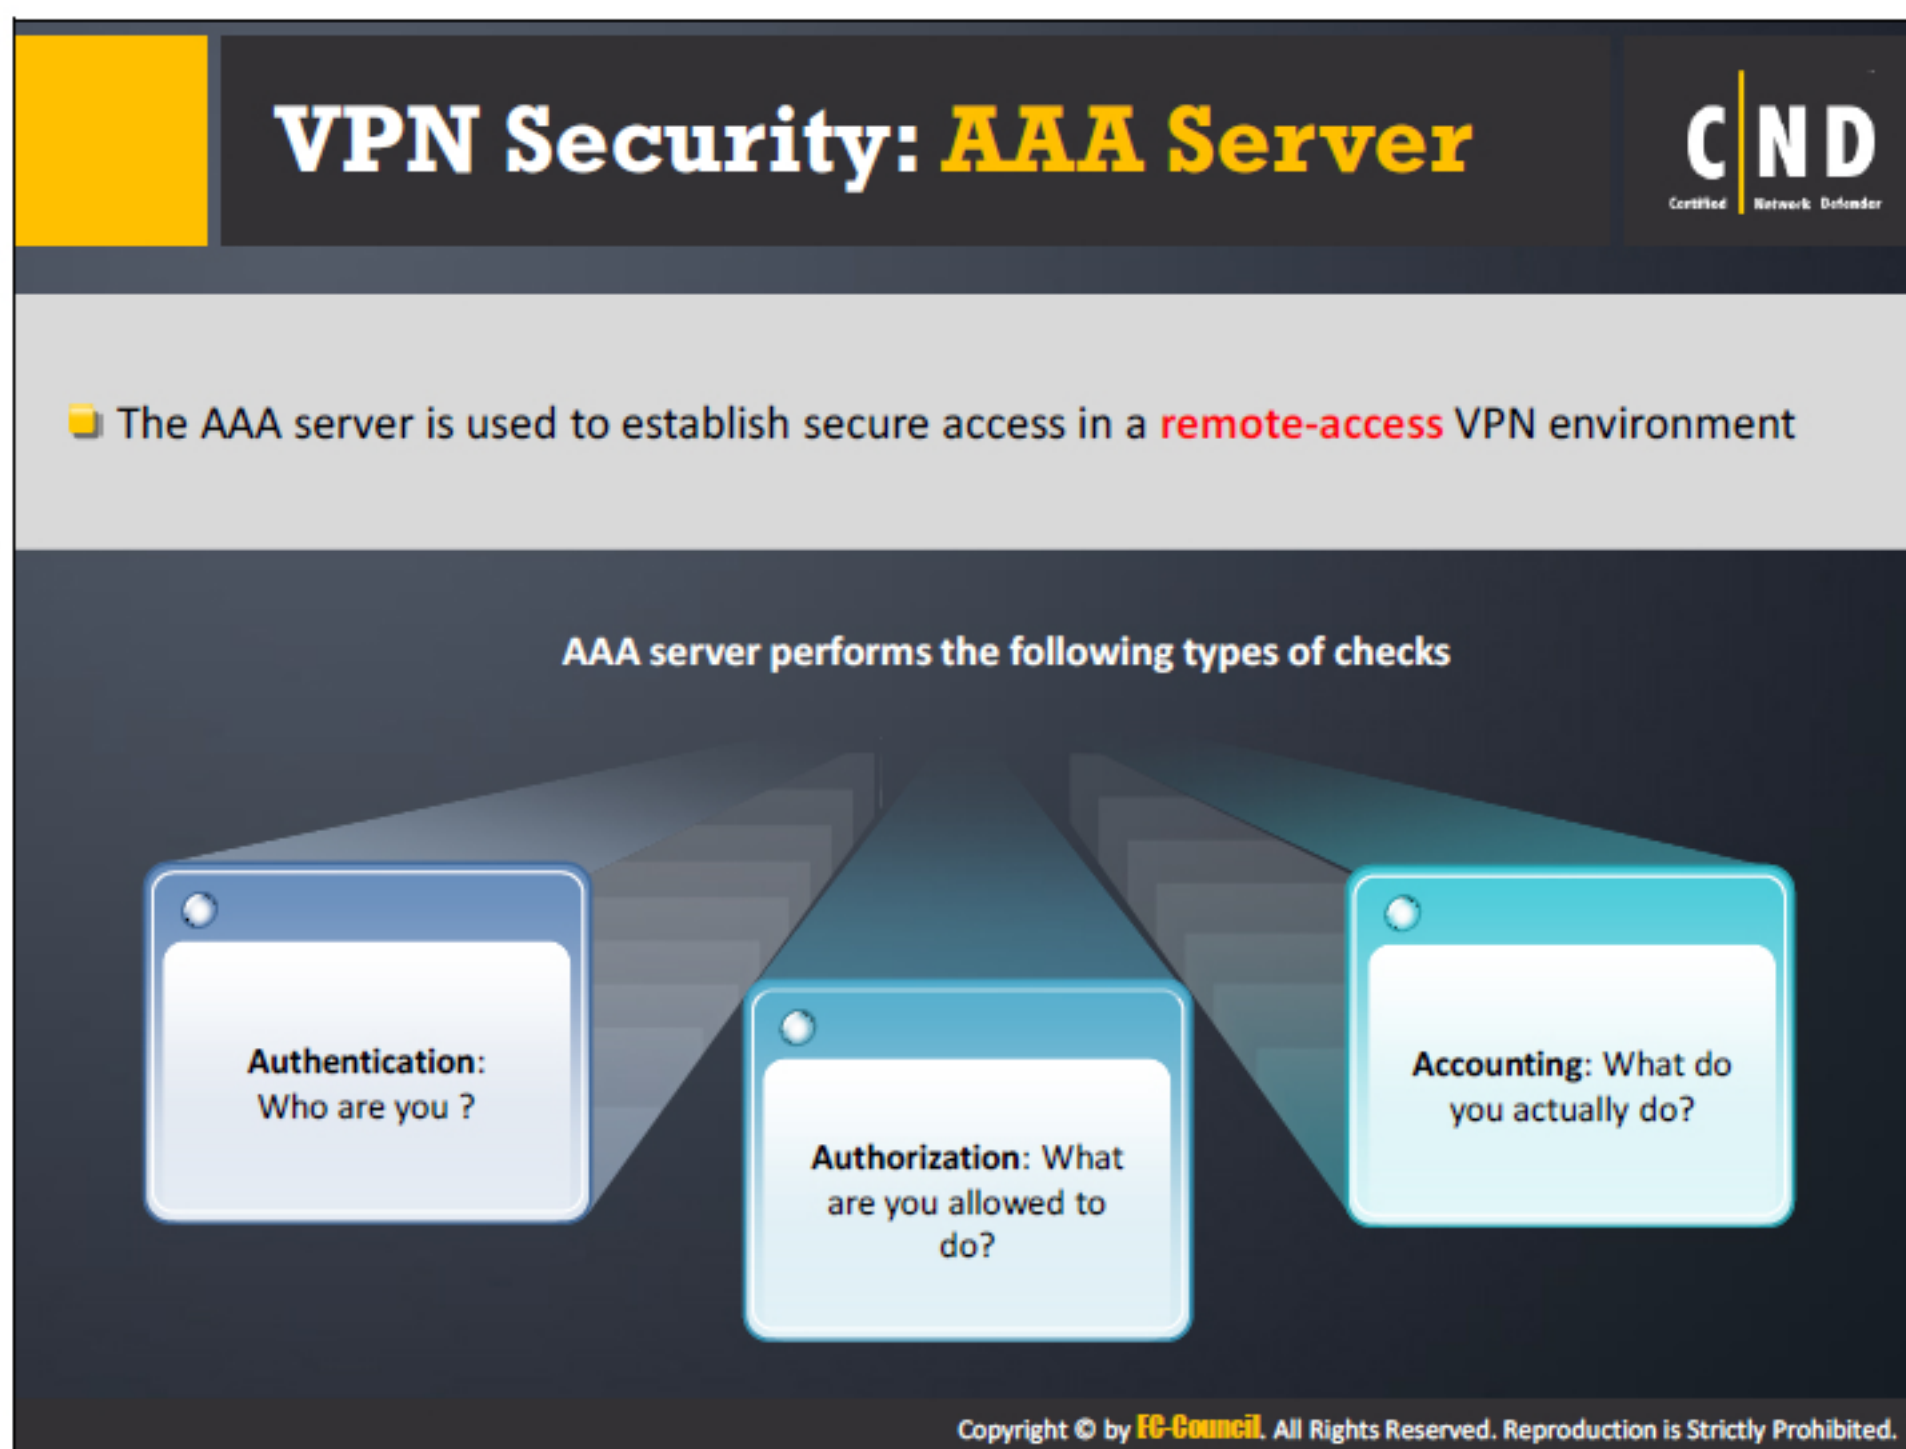 VPN Security: AAA Server
C|ND
Certified Network Defender
The AAA server is used to establish secure access in a remote-access VPN environment
AAA server performs the following types of checks
Authentication:
Who are you ?
Authorization: What
are you allowed to
do?
Accounting: What do
you actually do?
Copyright © by EC-Council. All Rights Reserved. Reproduction is Strictly Prohibited.